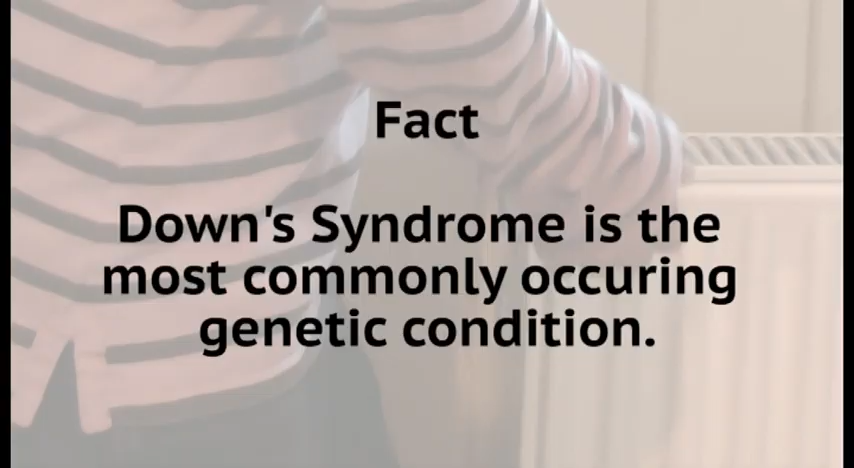 Fact
Down's Syndrome is the
most commonly occuring
genetic condition.